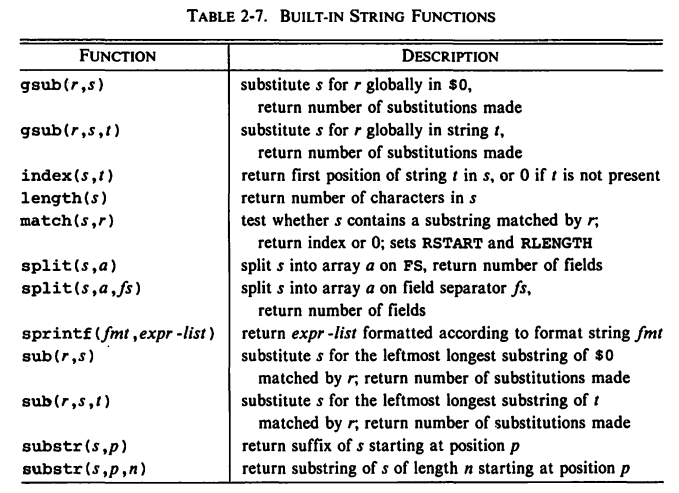 TABLE 2-7. BUILT-IN STRING FUNCTIONS
FUNCTION DESCRIPTION
gsub(r,s) substitute s for r globally in $0,
return number of substitutions made
gsub(r,s,t) substitute s for r globally in string t,
return number of substitutions made
index(s,t) return first position of string t in s, or 0 if t is not present
length(s) return number of characters in s
match(s,r) test whether s contains a substring matched by r;
return index or 0; sets RSTART and RLENGTH
split(s,a) split s into array a on FS, return number of fields
split(s,a,fs) split s into array a on field separator fs,
return number of fields
sprintf(fmt,expr-list) return expr-list formatted according to format string fmt
sub(r,s) substitute s for the leftmost longest substring of $0
matched by r; return number of substitutions made
sub(r,s,t) substitute s for the leftmost longest substring of t
matched by r; return number of substitutions made
substr(s,p) return suffix of s starting at position p
substr(s,p,n) return substring of s of length n starting at position p